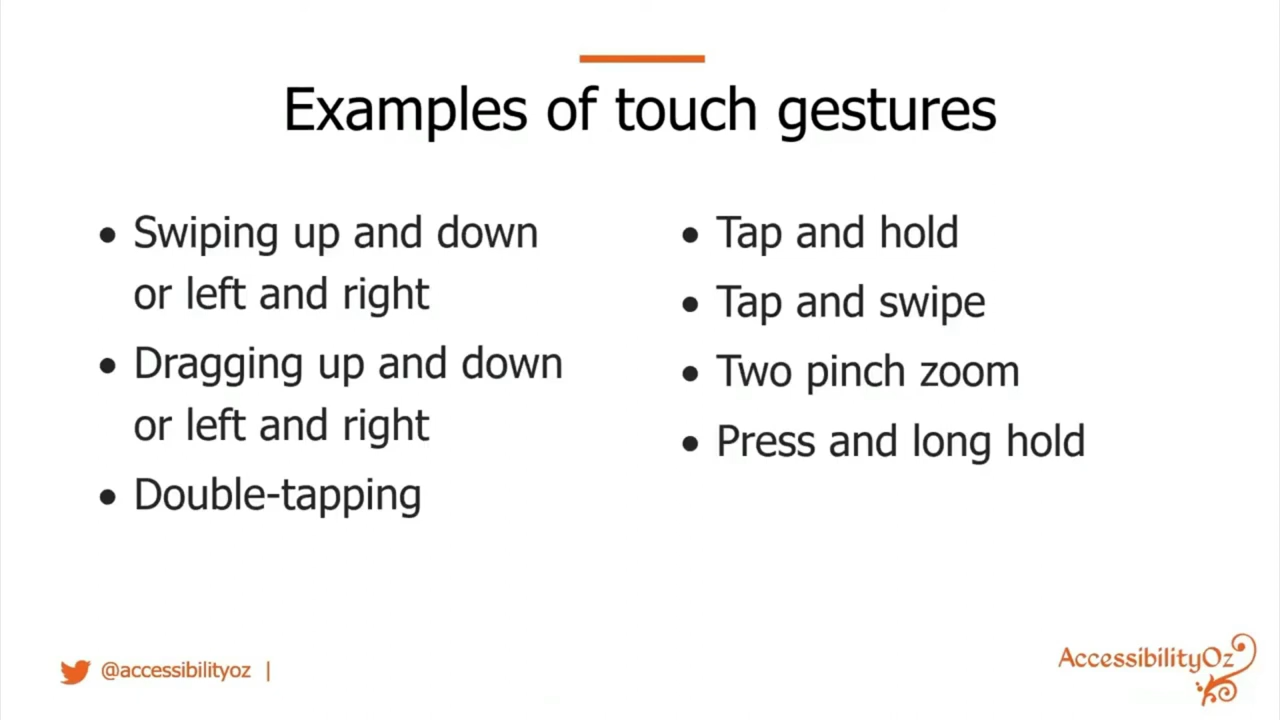 Examples of touch gestures
• Swiping up and down
or left and right
• Dragging up and down
or left and right
• Double-tapping
• Tap and hold
• Tap and swipe
• Two pinch zoom
• Press and long hold
@accessibilityoz |
AccessibilityOz